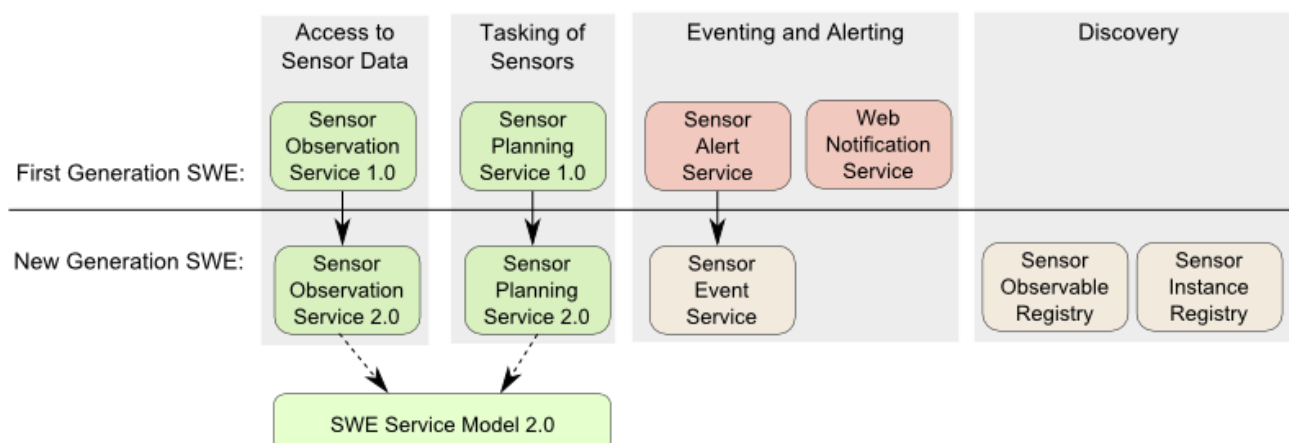 Access to
Sensor Data
Tasking of
Sensors
Eventing and Alerting
Discovery
First Generation SWE:
Sensor
Observation
Service 1.0
Sensor
Planning
Service 1.0
Sensor
Alert
Service
Web
Notification
Service
New Generation SWE:
Sensor
Observation
Service 2.0
Sensor
Planning
Service 2.0
Sensor
Event
Service
Sensor
Observable
Registry
Sensor
Instance
Registry
SWE Service Model 2.0